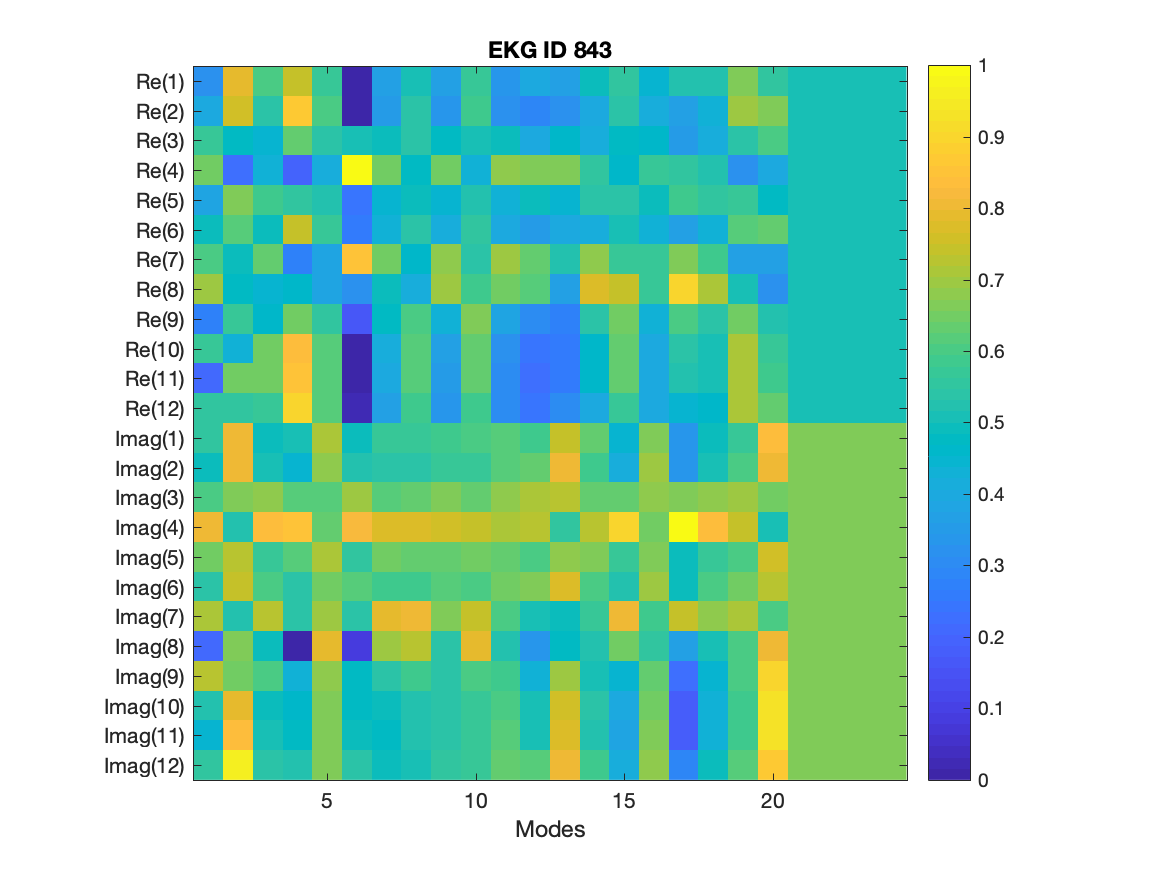 EKG ID 843
Re(1)
Re(2)
Re(3)
Re(4)
Re(5)
Re(6)
Re(7)
Re(8)
Re(9)
Re(10)
Re(11)
Re(12)
Imag(1)
Imag(2)
Imag(3)
Imag(4)
Imag(5)
Imag(6)
Imag(7)
Imag(8)
Imag(9)
Imag(10)
Imag(11)
Imag(12)
5 10 15 20
Modes
1
0.9
0.8
0.7
0.6
0.5
0.4
0.3
0.2
0.1
0